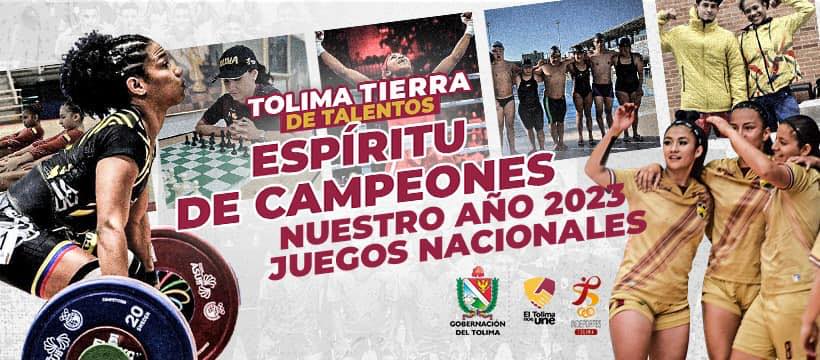 TOLIMA TIERRA
DE TALENTOS
ESPÍRITU
DE CAMPEONES
NUESTRO AÑO 2023
JUEGOS NACIONALES
GOBERNACIÓN
DEL TOLIMA
El Tolima
nos une
INDEPORTES
TOLIMA
20